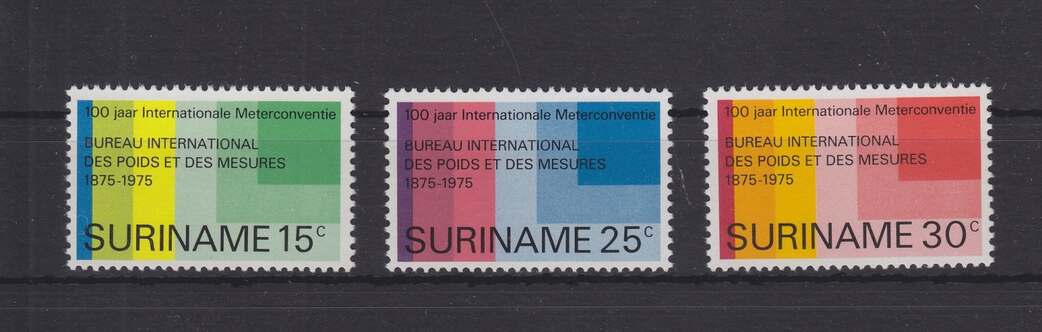 100 jaar Internationale Meterconventie
BUREAU INTERNATIONAL
DES POIDS ET DES MESURES
1875-1975
SURINAME 15c
100 jaar Internationale Meterconventie
BUREAU INTERNATIONAL
DES POIDS ET DES MESURES
1875-1975
SURINAME 25c
100 jaar Internationale Meterconventie
BUREAU INTERNATIONAL
DES POIDS ET DES MESURES
1875-1975
SURINAME 30c